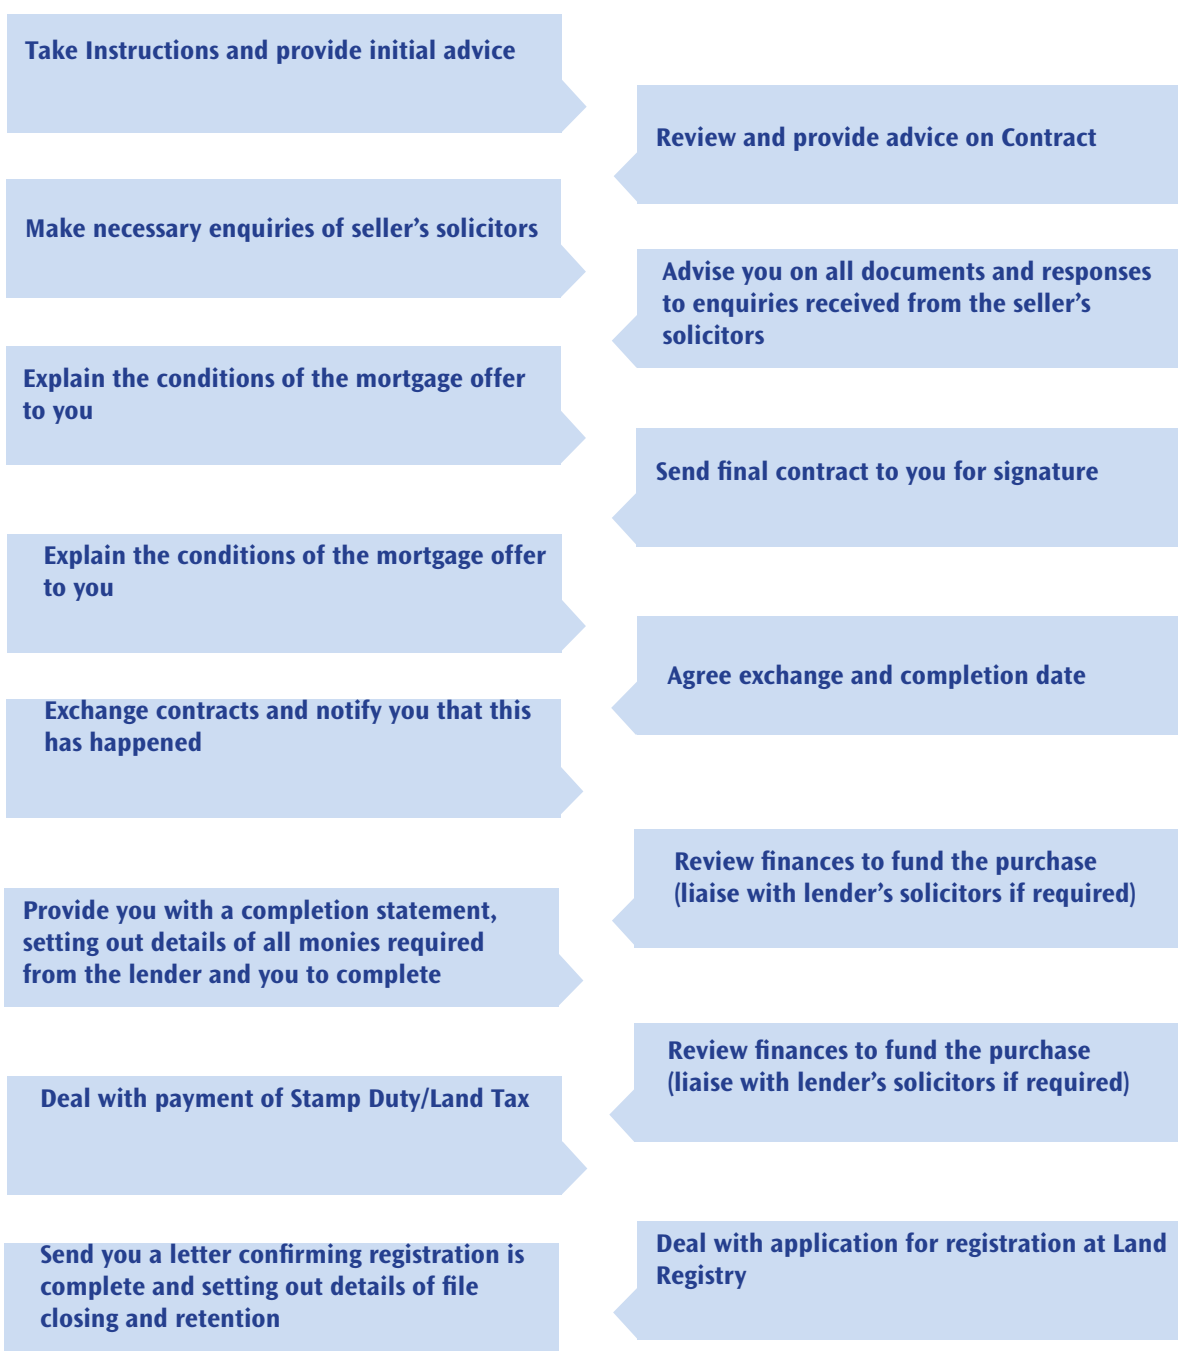 Take Instructions and provide initial advice
Review and provide advice on Contract
Make necessary enquiries of seller’s solicitors
Advise you on all documents and responses
to enquiries received from the seller’s
solicitors
Explain the conditions of the mortgage offer
to you
Send final contract to you for signature
Explain the conditions of the mortgage offer
to you
Agree exchange and completion date
Exchange contracts and notify you that this
has happened
Review finances to fund the purchase
(liaise with lender’s solicitors if required)
Provide you with a completion statement,
setting out details of all monies required
from the lender and you to complete
Review finances to fund the purchase
(liaise with lender’s solicitors if required)
Deal with payment of Stamp Duty/Land Tax
Deal with application for registration at Land
Registry
Send you a letter confirming registration is
complete and setting out details of file
closing and retention